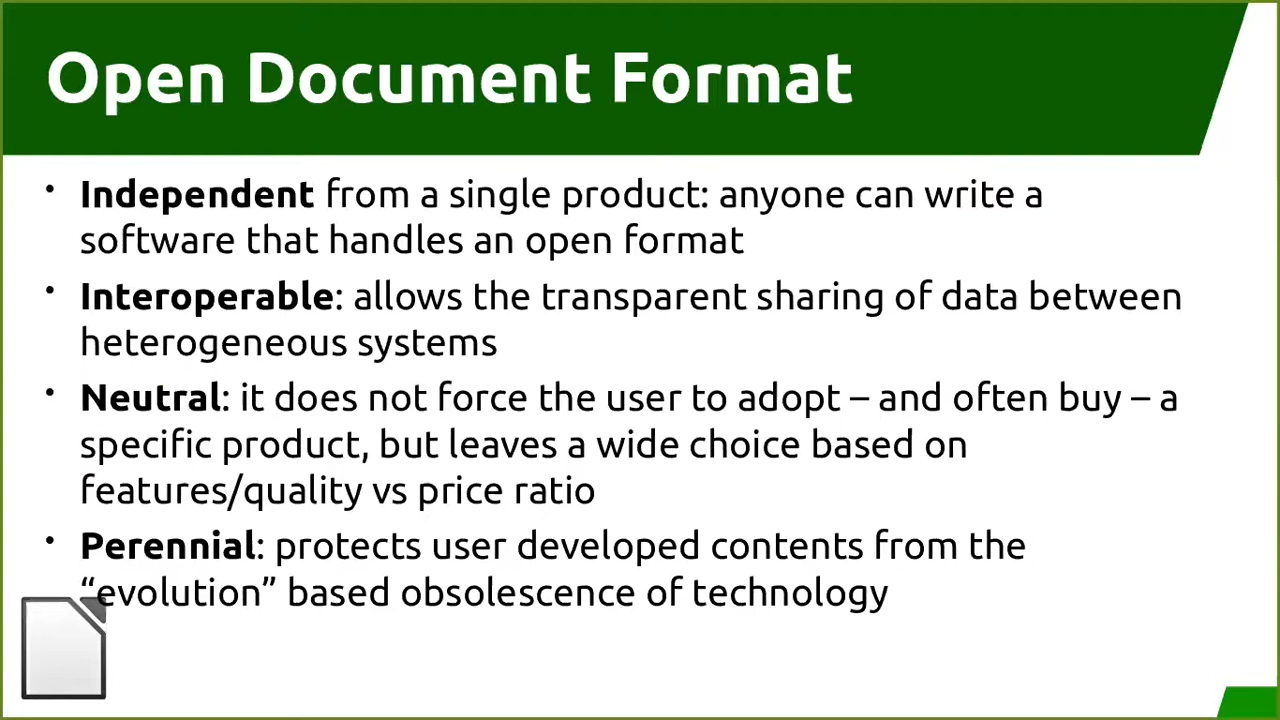 Open Document Format
• Independent from a single product: anyone can write a
software that handles an open format
• Interoperable: allows the transparent sharing of data between
heterogeneous systems
• Neutral: it does not force the user to adopt – and often buy – a
specific product, but leaves a wide choice based on
features/quality vs price ratio
• Perennial: protects user developed contents from the
“evolution” based obsolescence of technology